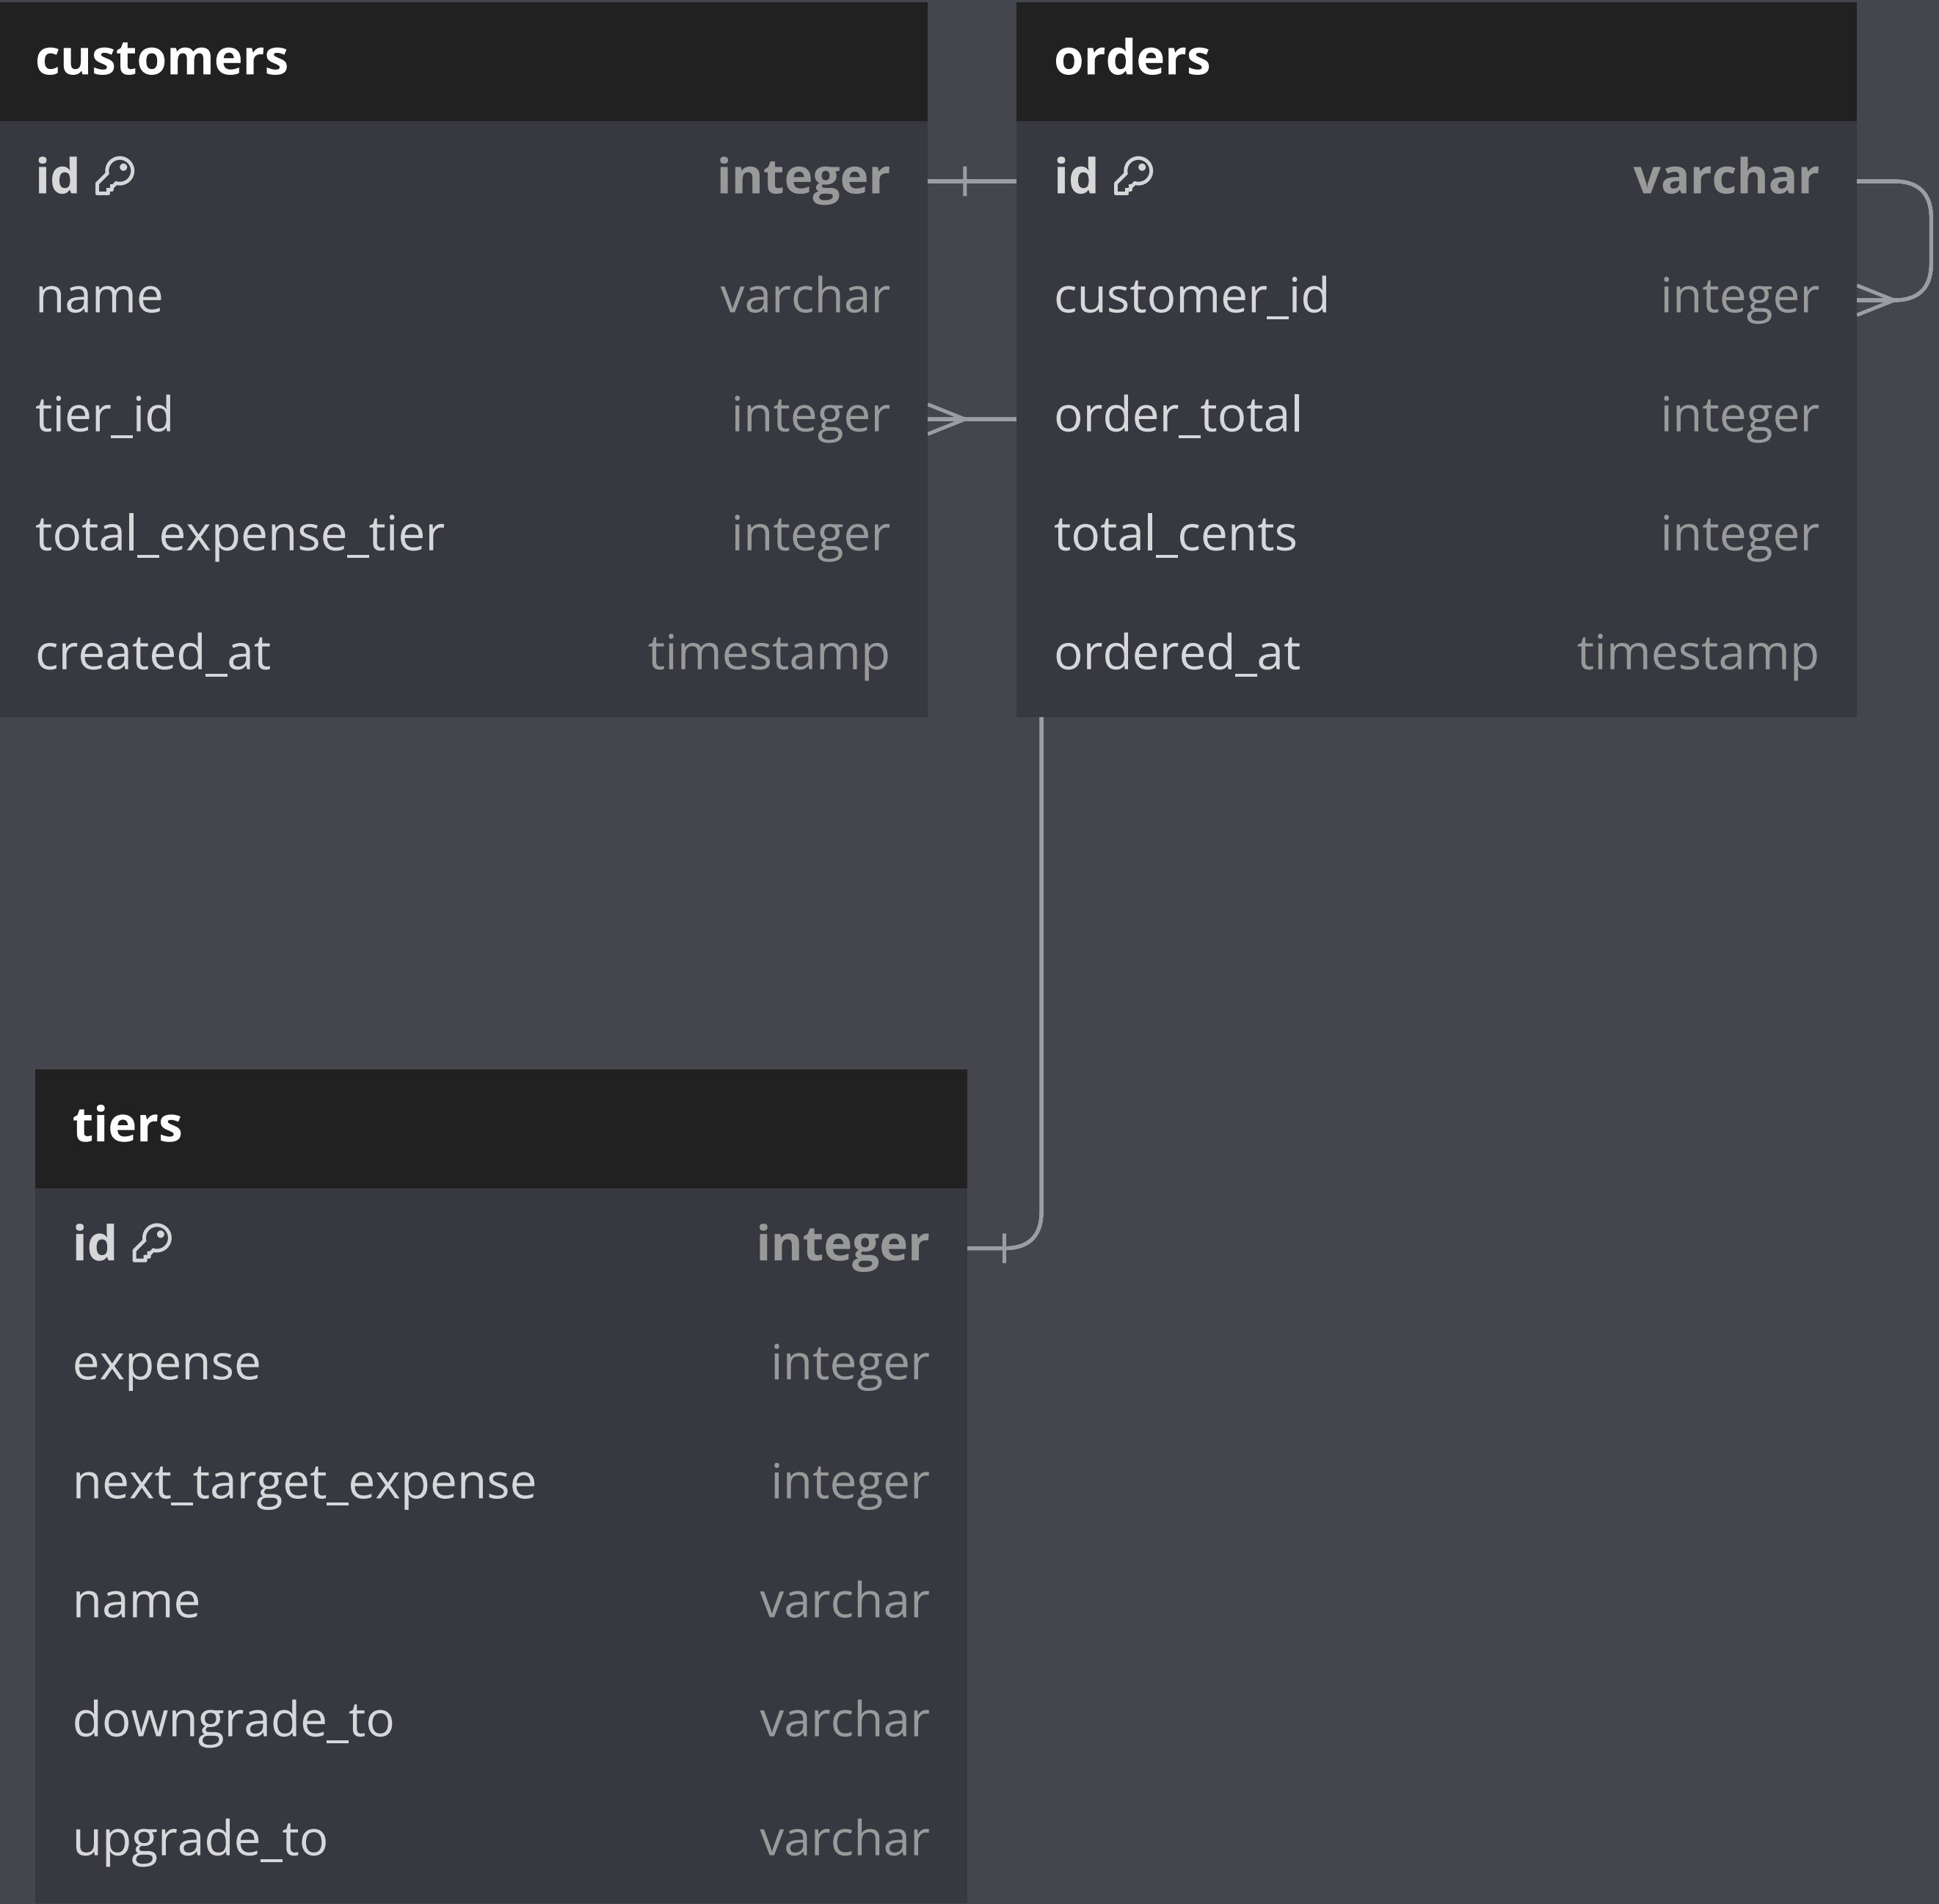 customers
id integer
name varchar
tier_id integer
total_expense_tier integer
created_at timestamp
orders
id varchar
customer_id integer
order_total integer
total_cents integer
ordered_at timestamp
tiers
id integer
expense integer
next_target_expense integer
name varchar
downgrade_to varchar
upgrade_to varchar